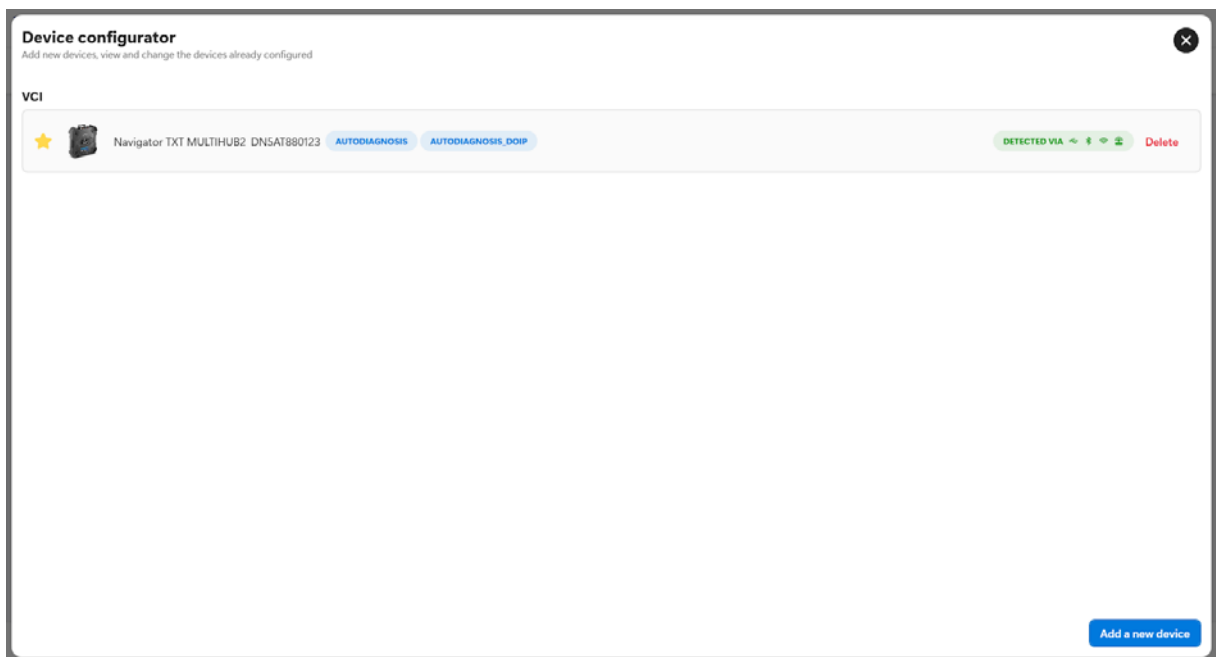 Device configurator
Add new devices, view and change the devices already configured
VCI
Navigator TXT MULTIHUB2 DNSAT880123 AUTODIAGNOSIS AUTODIAGNOSIS_DOIP DETECTED VIA Delete
Add a new device